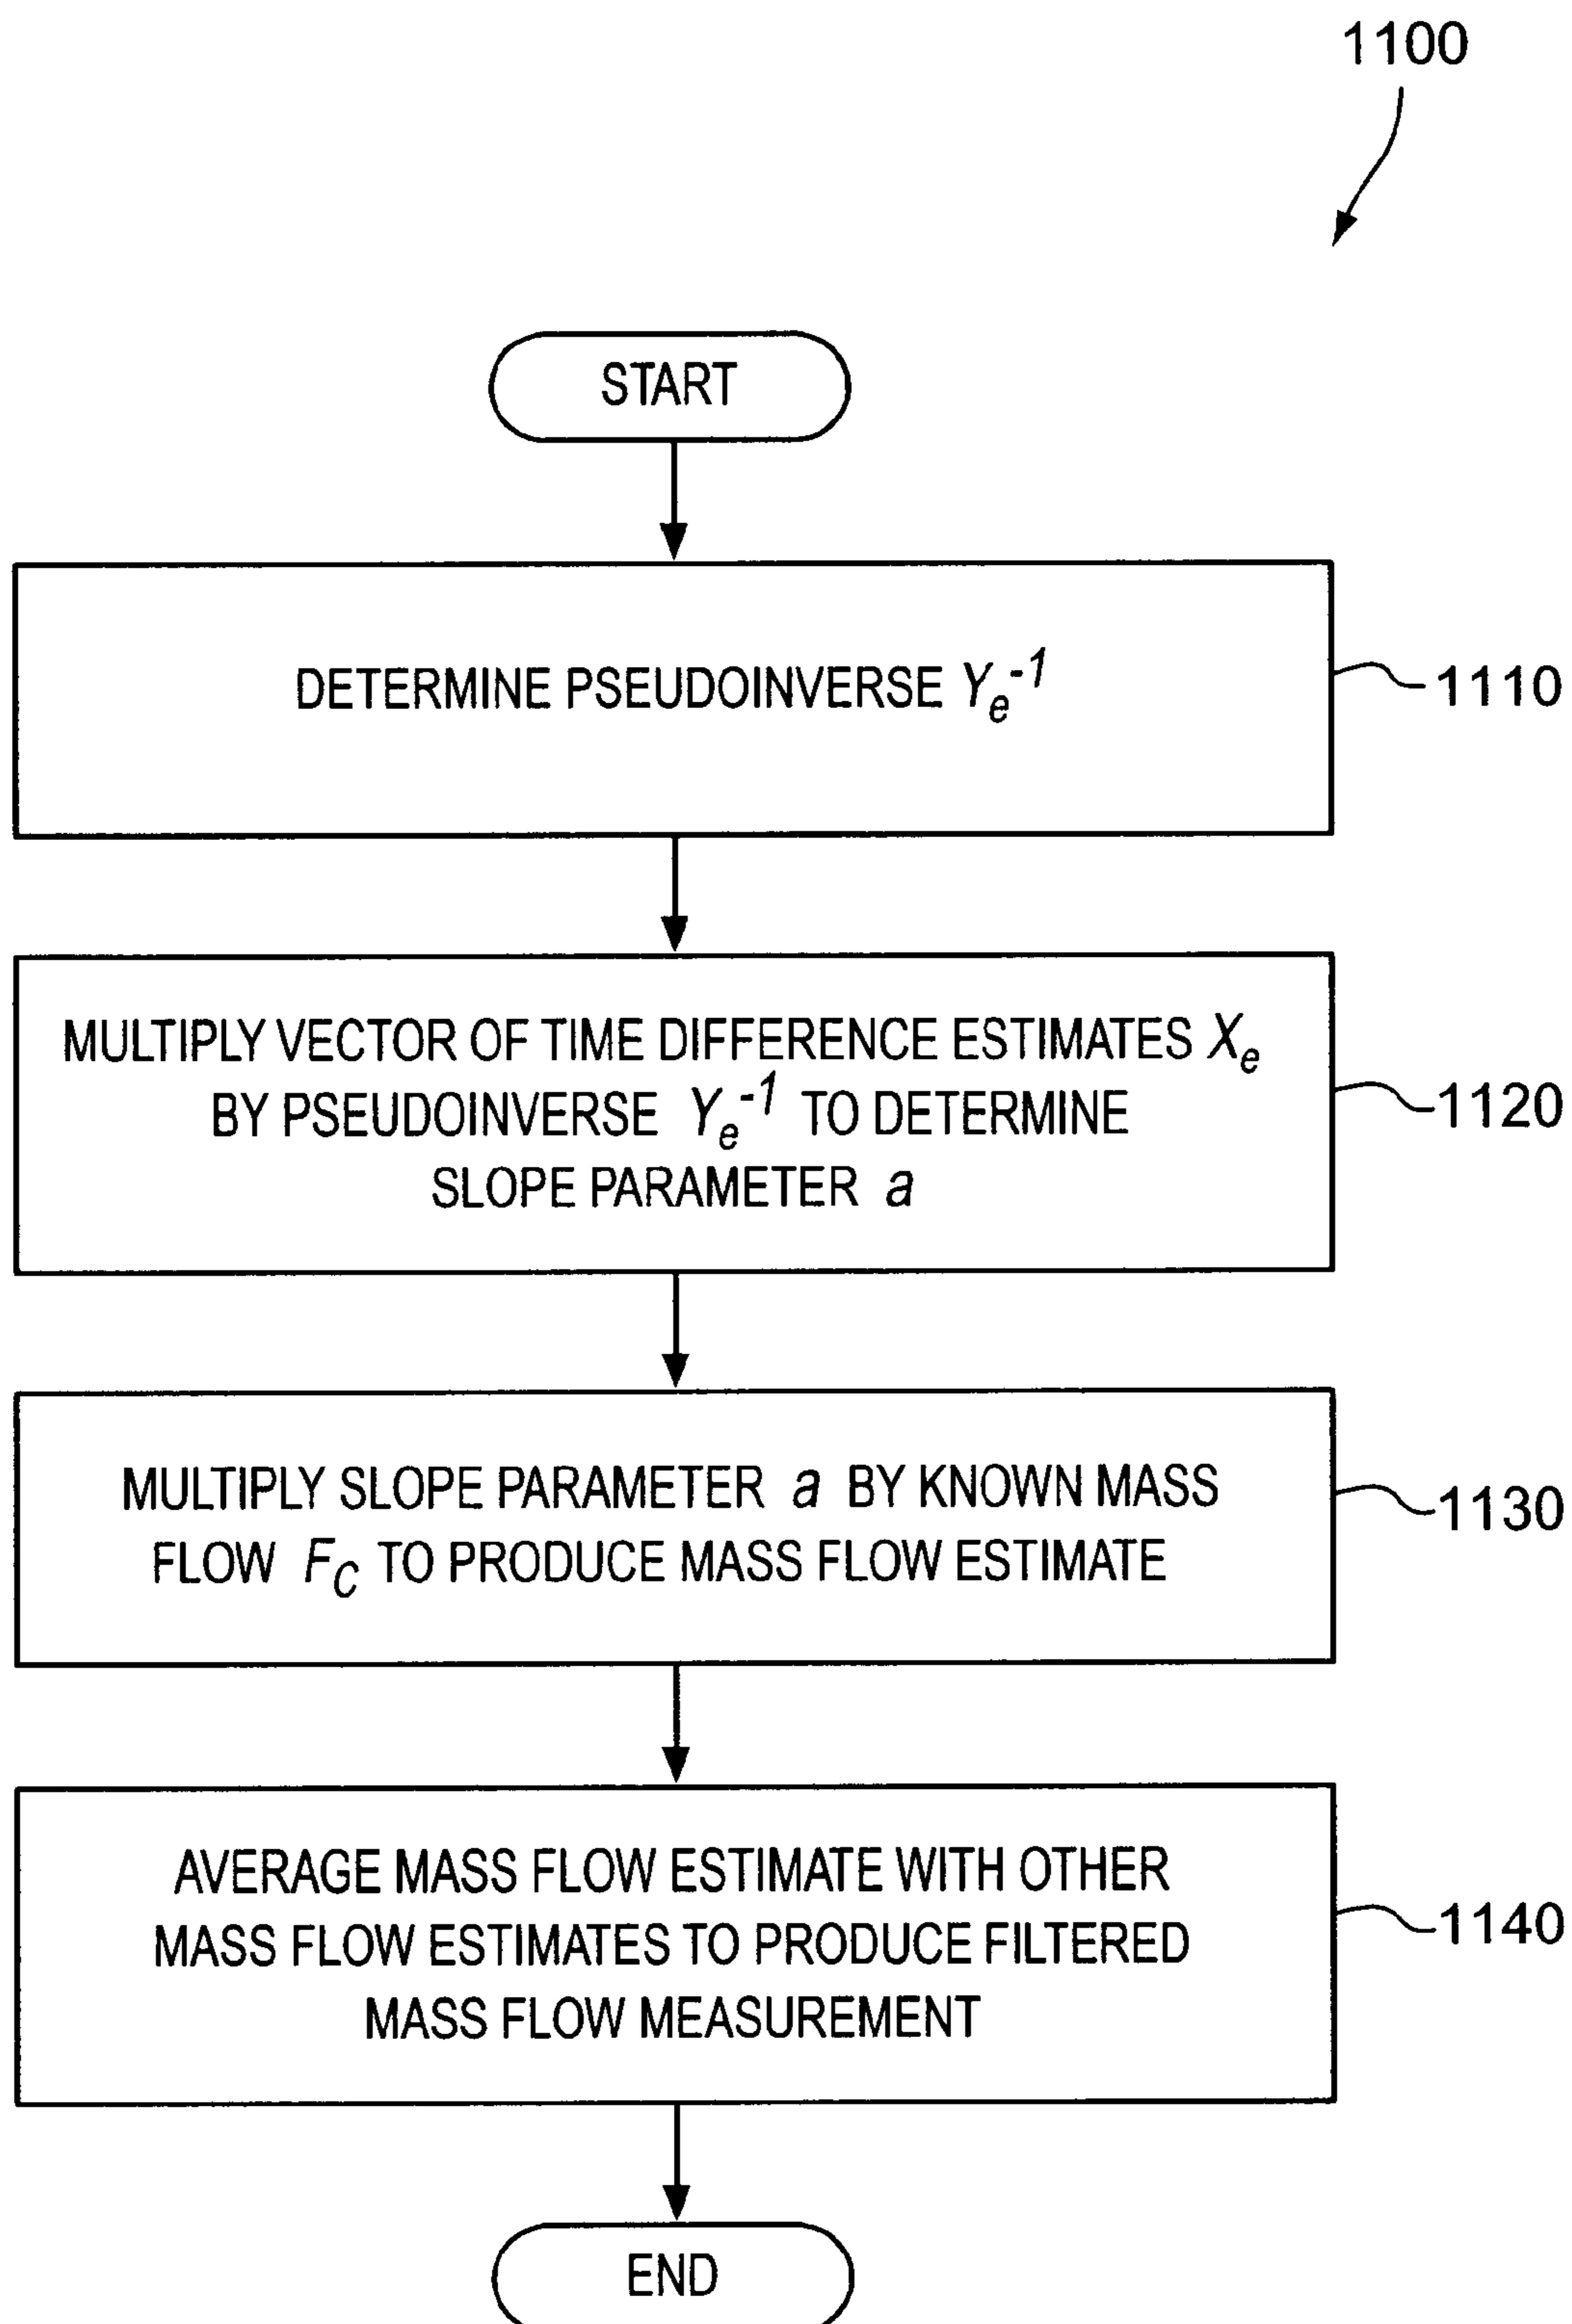 1100
START
DETERMINE PSEUDOINVERSE Yₑ⁻¹
1110
MULTIPLY VECTOR OF TIME DIFFERENCE ESTIMATES Xₑ
BY PSEUDOINVERSE Yₑ⁻¹ TO DETERMINE
SLOPE PARAMETER a
1120
MULTIPLY SLOPE PARAMETER a BY KNOWN MASS
FLOW F_C TO PRODUCE MASS FLOW ESTIMATE
1130
AVERAGE MASS FLOW ESTIMATE WITH OTHER
MASS FLOW ESTIMATES TO PRODUCE FILTERED
MASS FLOW MEASUREMENT
1140
END